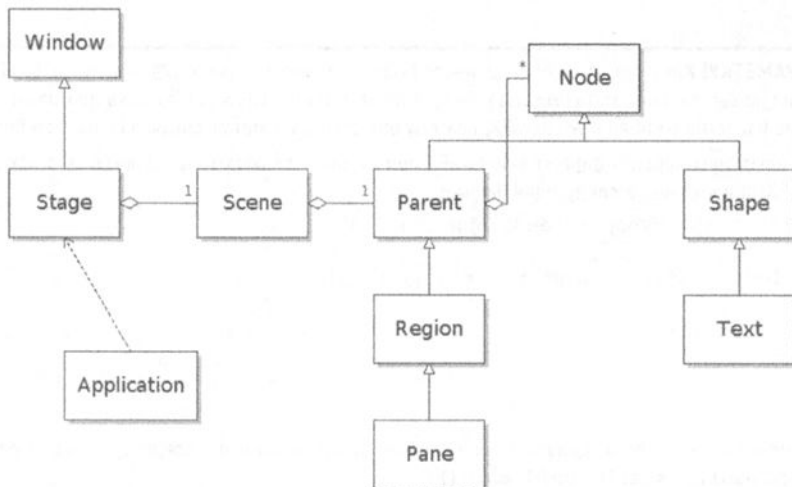 Window
*
Node
Stage
1
Scene
1
Parent
Shape
Region
Text
Application
Pane